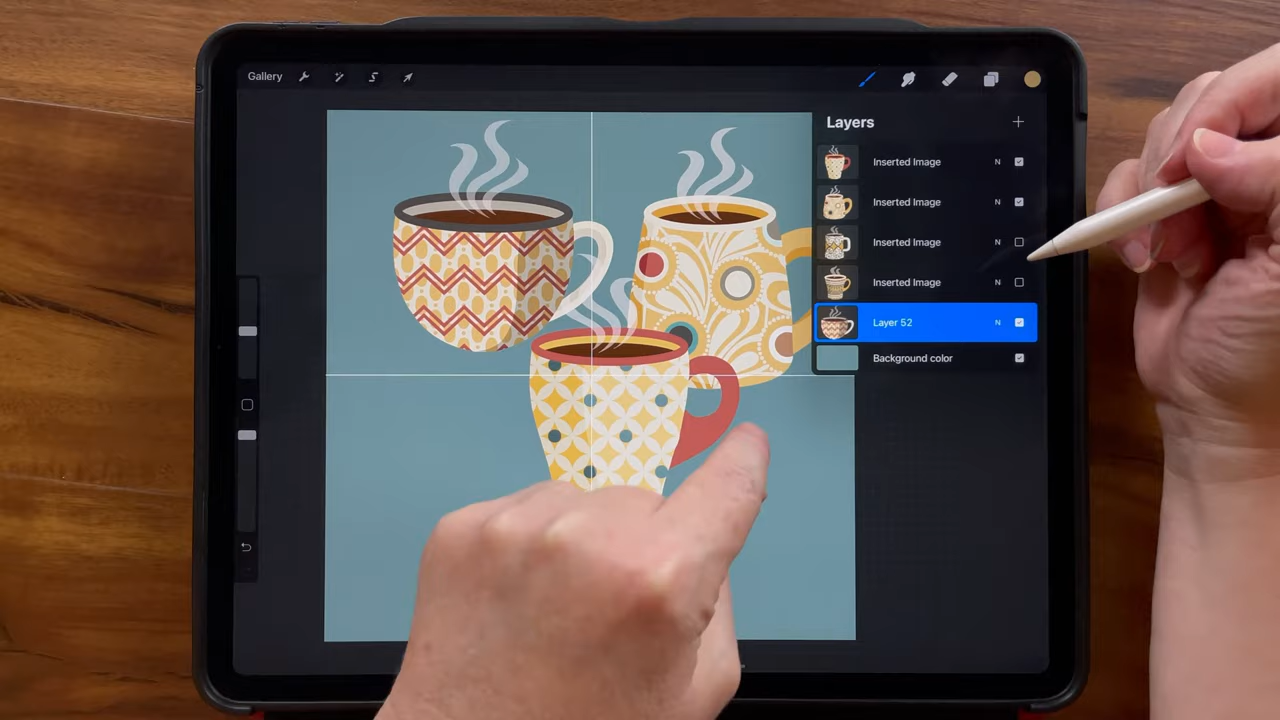 Gallery
Layers
Inserted Image N
Inserted Image N
Inserted Image N
Inserted Image N
Layer 52 N
Background color